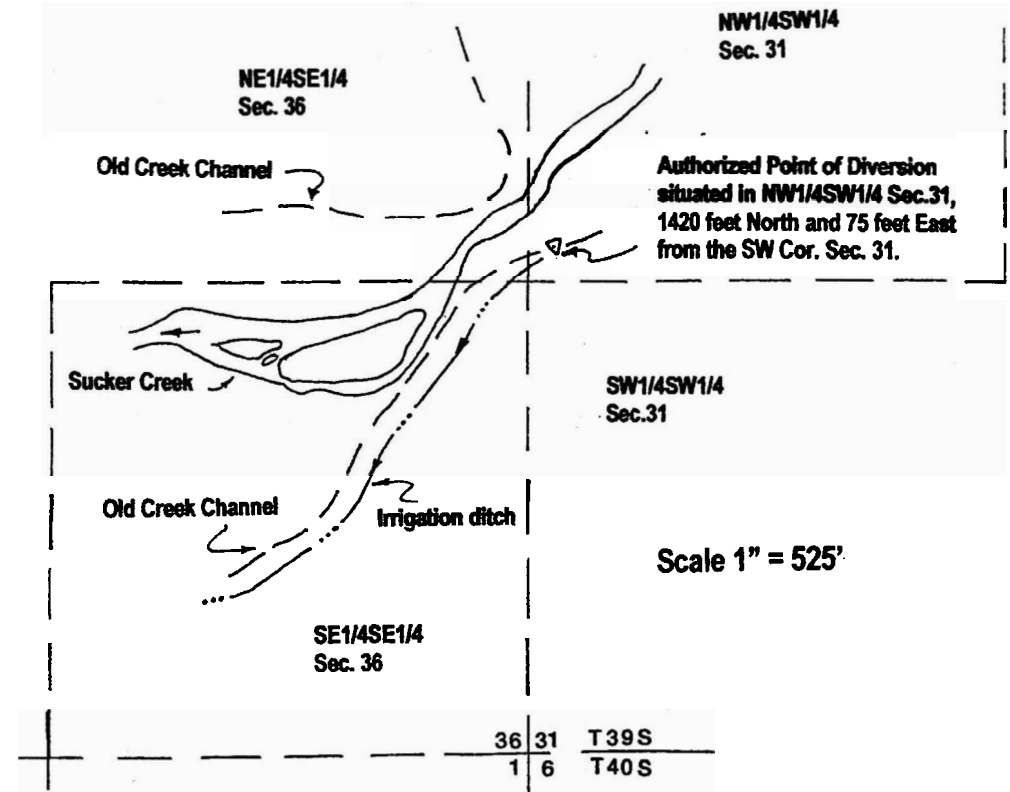 NW1/4SW1/4
Sec. 31
NE1/4SE1/4
Sec. 36
Old Creek Channel
Authorized Point of Diversion
situated in NW1/4SW1/4 Sec.31,
1420 feet North and 75 feet East
from the SW Cor. Sec. 31.
Sucker Creek
SW1/4SW1/4
Sec.31
Old Creek Channel
Irrigation ditch
Scale 1" = 525'
SE1/4SE1/4
Sec. 36
36 31 T39S
1 6 T40S